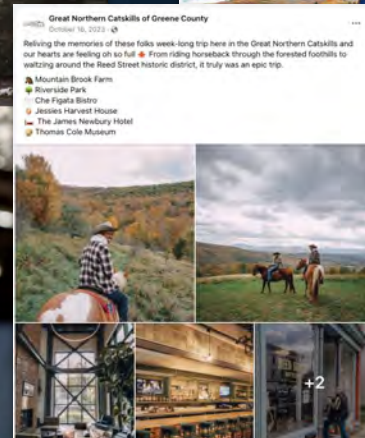 Great Northern Catskills of Greene County
October 16, 2023
Reliving the memories of these folks week-long trip here in the Great Northern Catskills and
our hearts are feeling oh so full 🍁 From riding horseback through the forested foothills to
waltzing around the Reed Street historic district, it truly was an epic trip.
Mountain Brook Farm
Riverside Park
Che Figata Bistro
Jessies Harvest House
The James Newbury Hotel
Thomas Cole Museum
+2